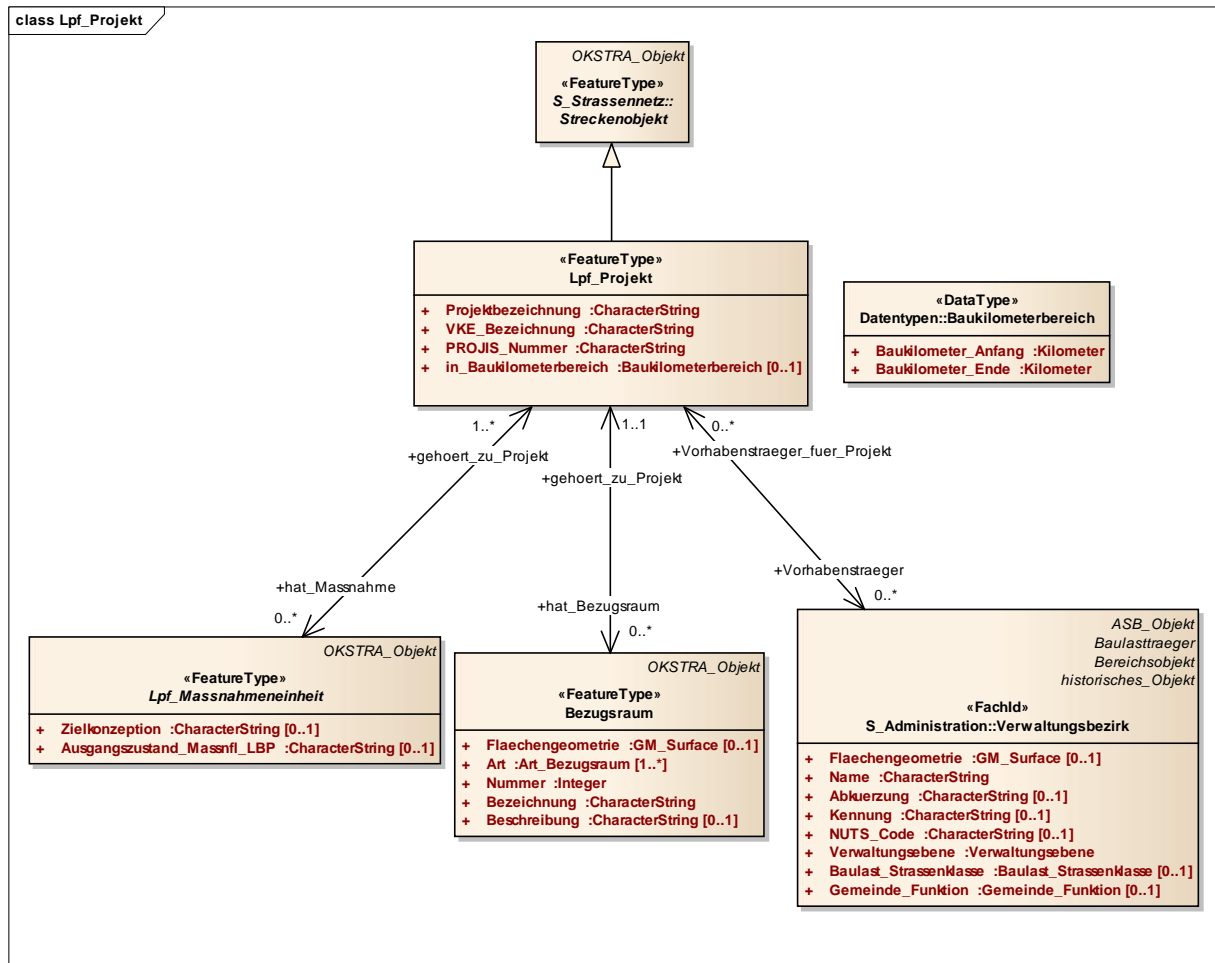 class Lpf_Projekt
OKSTRA_Objekt
«FeatureType»
S_Strassennetz::
Streckenobjekt
«FeatureType»
Lpf_Projekt
+ Projektbezeichnung :CharacterString
+ VKE_Bezeichnung :CharacterString
+ PROJIS_Nummer :CharacterString
+ in_Baukilometerbereich :Baukilometerbereich [0..1]
«DataType»
Datentypen::Baukilometerbereich
+ Baukilometer_Anfang :Kilometer
+ Baukilometer_Ende :Kilometer
1..*
+gehoert_zu_Projekt
1..1
+gehoert_zu_Projekt
0..*
+Vorhabenstraeger_fuer_Projekt
+hat_Massnahme
0..*
+hat_Bezugsraum
0..*
+Vorhabenstraeger
0..*
OKSTRA_Objekt
«FeatureType»
Lpf_Massnahmeneinheit
+ Zielkonzeption :CharacterString [0..1]
+ Ausgangszustand_Massnfl_LBP :CharacterString [0..1]
OKSTRA_Objekt
«FeatureType»
Bezugsraum
+ Flaechengeometrie :GM_Surface [0..1]
+ Art :Art_Bezugsraum [1..*]
+ Nummer :Integer
+ Bezeichnung :CharacterString
+ Beschreibung :CharacterString [0..1]
ASB_Objekt
Baulasttraeger
Bereichsobjekt
historisches_Objekt
«FachId»
S_Administration::Verwaltungsbezirk
+ Flaechengeometrie :GM_Surface [0..1]
+ Name :CharacterString
+ Abkuerzung :CharacterString [0..1]
+ Kennung :CharacterString [0..1]
+ NUTS_Code :CharacterString [0..1]
+ Verwaltungsebene :Verwaltungsebene
+ Baulast_Strassenklasse :Baulast_Strassenklasse [0..1]
+ Gemeinde_Funktion :Gemeinde_Funktion [0..1]